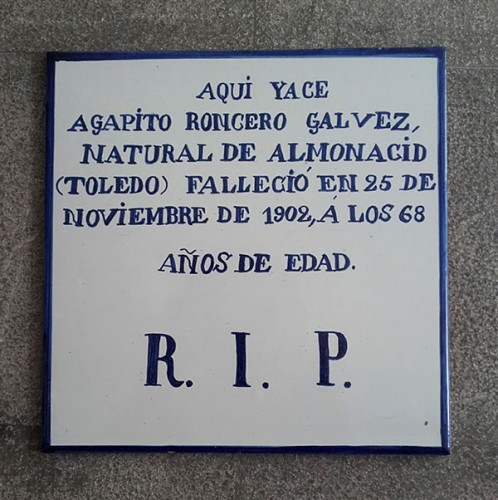 AQUI YACE
AGAPITO RONCERO GALVEZ,
NATURAL DE ALMONACID
(TOLEDO) FALLECIÓ EN 25 DE
NOVIEMBRE DE 1902, Á LOS 68
AÑOS DE EDAD.
R. I. P.